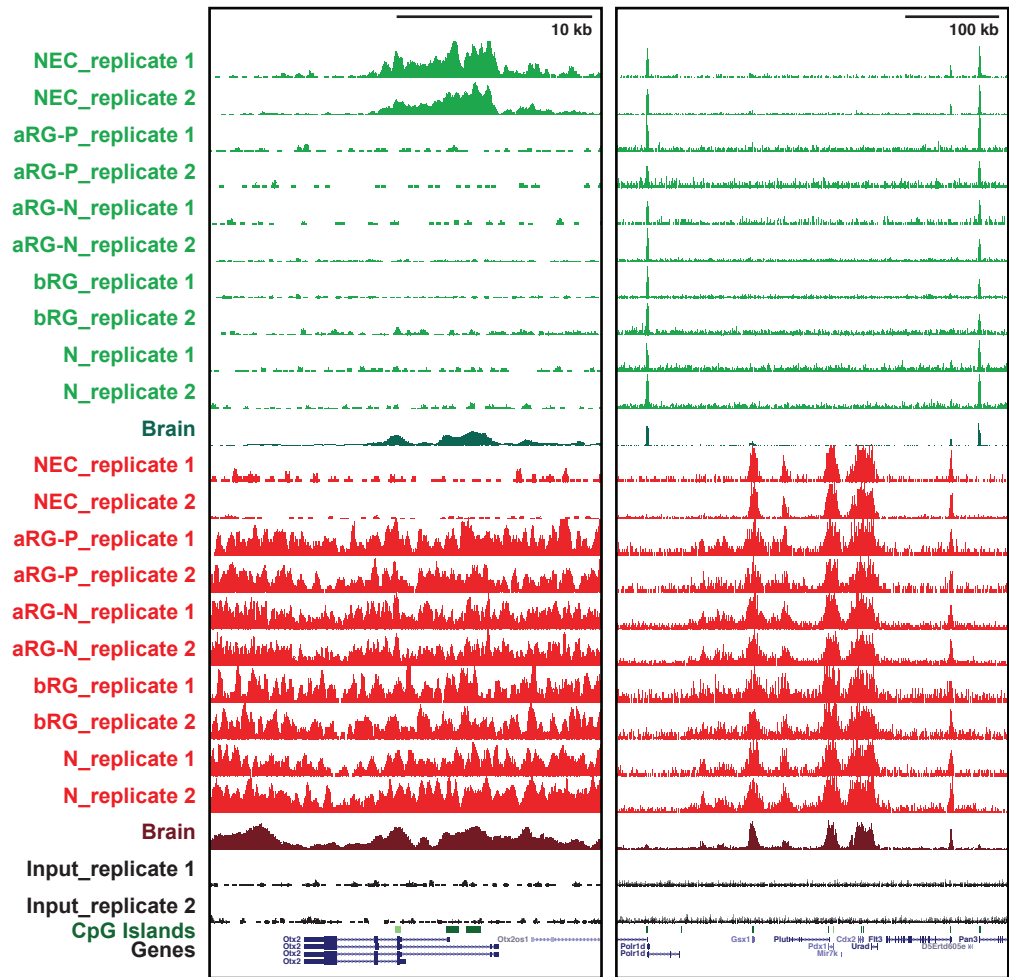 10 kb
100 kb
NEC_replicate 1
NEC_replicate 2
aRG-P_replicate 1
aRG-P_replicate 2
aRG-N_replicate 1
aRG-N_replicate 2
bRG_replicate 1
bRG_replicate 2
N_replicate 1
N_replicate 2
Brain
NEC_replicate 1
NEC_replicate 2
aRG-P_replicate 1
aRG-P_replicate 2
aRG-N_replicate 1
aRG-N_replicate 2
bRG_replicate 1
bRG_replicate 2
N_replicate 1
N_replicate 2
Brain
Input_replicate 1
Input_replicate 2
CpG Islands
Genes
Otx2 Otx2os1
Otx2
Otx2
Otx2
Gsx1 Plut Cdx2 Flt3 Pan3
Polr1d Pdx1 Urad D5Ertd605e
Polr1d Mir7k